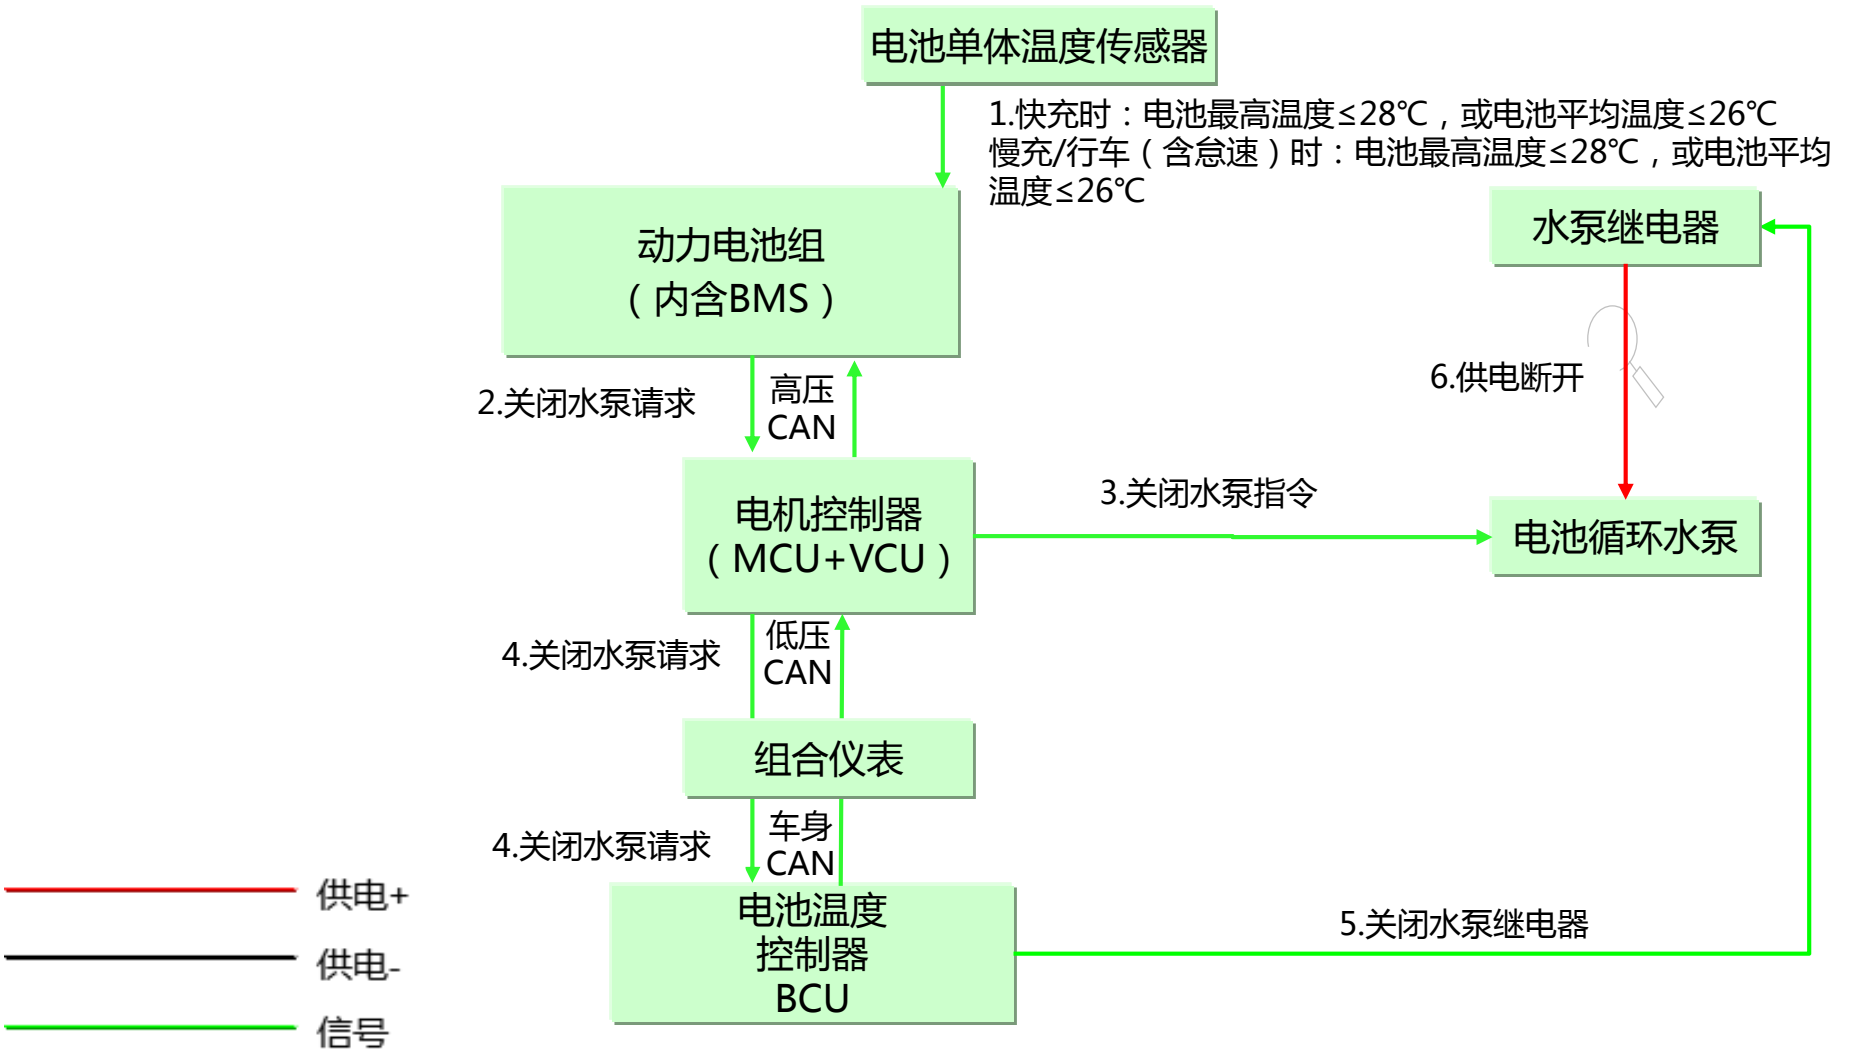 电池单体温度传感器
1.快充时：电池最高温度≤28℃，或电池平均温度≤26℃
慢充/行车（含怠速）时：电池最高温度≤28℃，或电池平均
温度≤26℃
水泵继电器
动力电池组
（内含BMS）
6.供电断开
2.关闭水泵请求
高压
CAN
3.关闭水泵指令
电机控制器
（MCU+VCU）
电池循环水泵
4.关闭水泵请求
低压
CAN
组合仪表
4.关闭水泵请求
车身
CAN
电池温度
控制器
BCU
5.关闭水泵继电器
供电+
供电-
信号